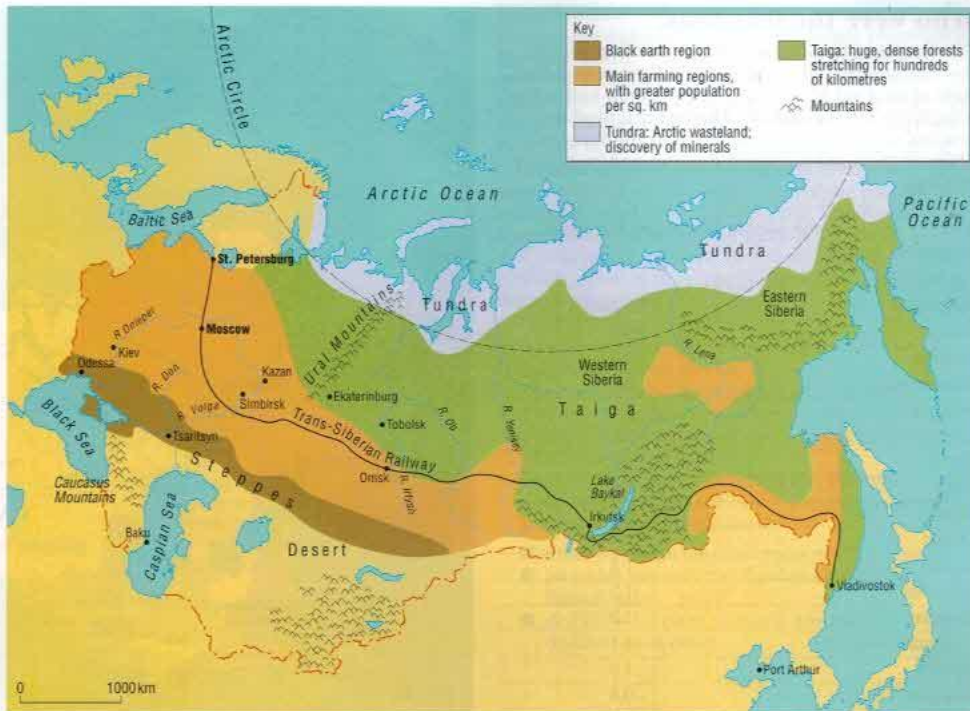 Key
Black earth region
Main farming regions,
with greater population
per sq. km
Tundra: Arctic wasteland;
discovery of minerals
Taiga: huge, dense forests
stretching for hundreds
of kilometres
Mountains
Arctic Circle
Arctic Ocean
Pacific
Ocean
Baltic Sea
Tundra
Tundra
St. Petersburg
Ural Mountains
Eastern
Siberia
Moscow
R. Dnieper
Kiev
R. Lena
Odessa
Kazan
Western
Siberia
R. Don
Simbirsk
Ekaterinburg
Taiga
Black Sea
R. Volga
Tobolsk
R. Ob
R. Yenisey
Tsaritsyn
Trans-Siberian Railway
Steppes
Omsk
R. Irtysh
Caucasus
Mountains
Lake
Baykal
Irkutsk
Baku
Caspian Sea
Desert
Vladivostok
Port Arthur
0 1000 km